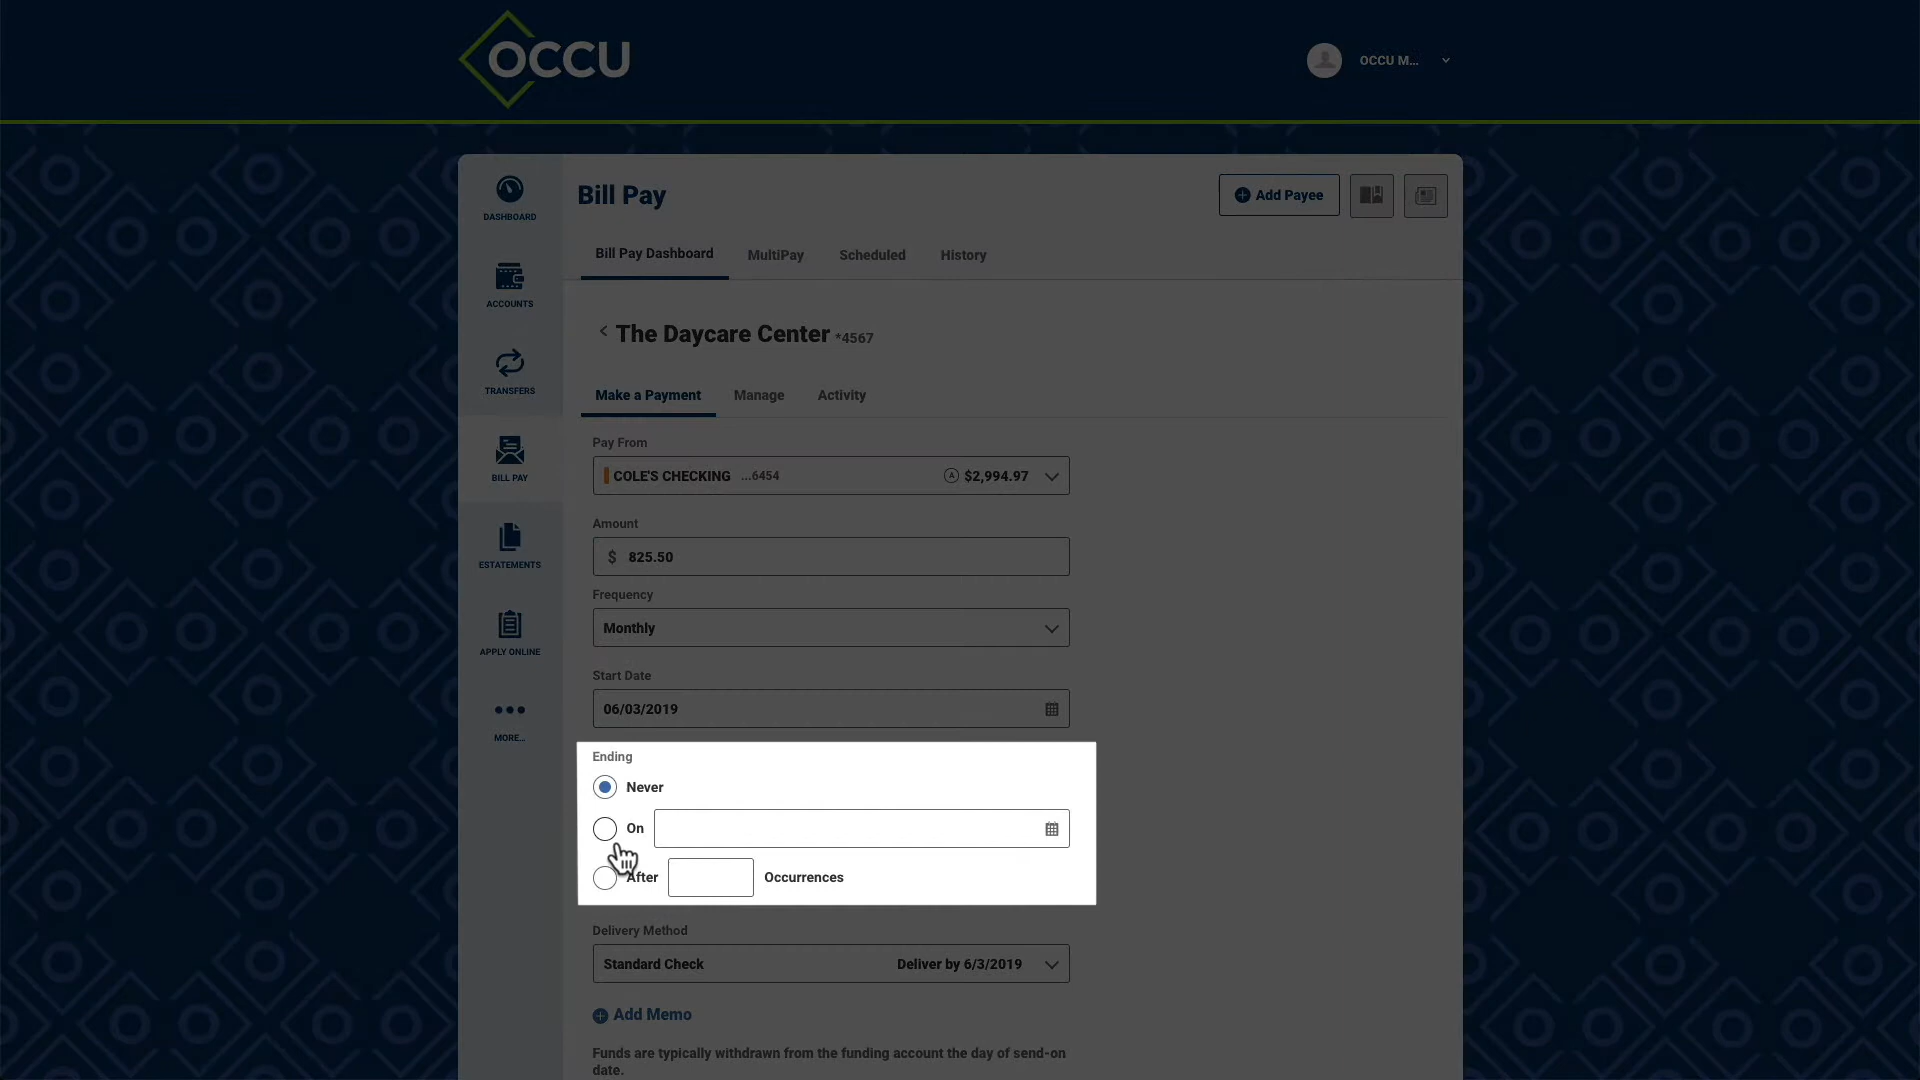 OCCU
OCCU M...
DASHBOARD
ACCOUNTS
TRANSFERS
BILL PAY
ESTATEMENTS
APPLY ONLINE
MORE...
Bill Pay
Add Payee
Bill Pay Dashboard MultiPay Scheduled History
< The Daycare Center *4567
Make a Payment Manage Activity
Pay From
COLE'S CHECKING ...6454 A $2,994.97
Amount
$ 825.50
Frequency
Monthly
Start Date
06/03/2019
Ending
Never
On
After Occurrences
Delivery Method
Standard Check Deliver by 6/3/2019
Add Memo
Funds are typically withdrawn from the funding account the day of send-on
date.